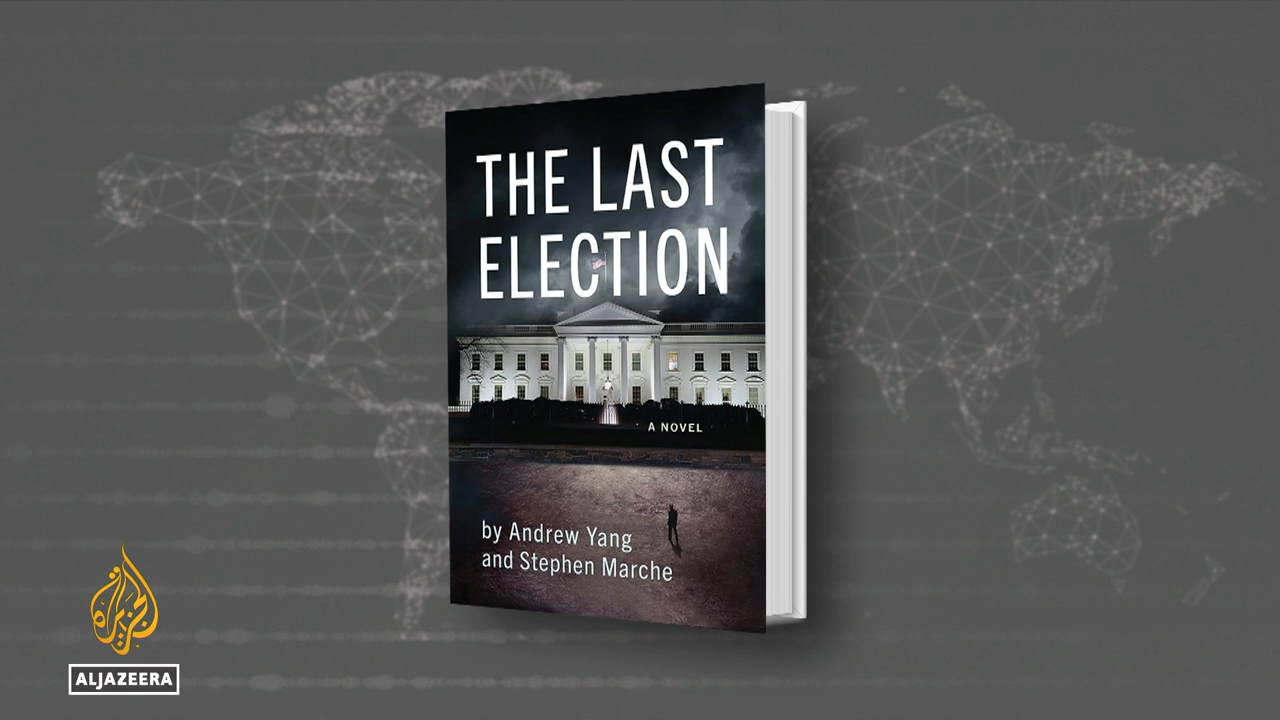 THE LAST
ELECTION
A NOVEL
by Andrew Yang
and Stephen Marche
الجزيرة
ALJAZEERA